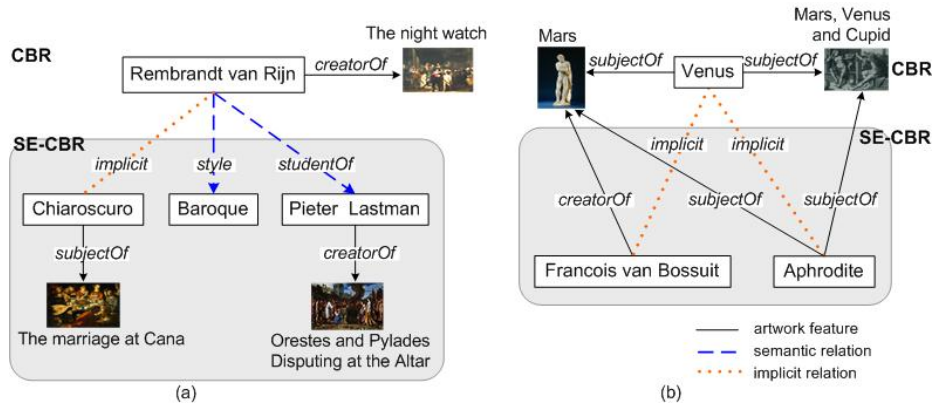 CBR
The night watch
Rembrandt van Rijn
creatorOf
SE-CBR
implicit
style
studentOf
Chiaroscuro
Baroque
Pieter Lastman
subjectOf
creatorOf
The marriage at Cana
Orestes and Pylades
Disputing at the Altar
(a)
Mars
Mars, Venus
and Cupid
subjectOf
Venus
subjectOf
CBR
SE-CBR
implicit
implicit
creatorOf
subjectOf
subjectOf
Francois van Bossuit
Aphrodite
artwork feature
semantic relation
implicit relation
(b)